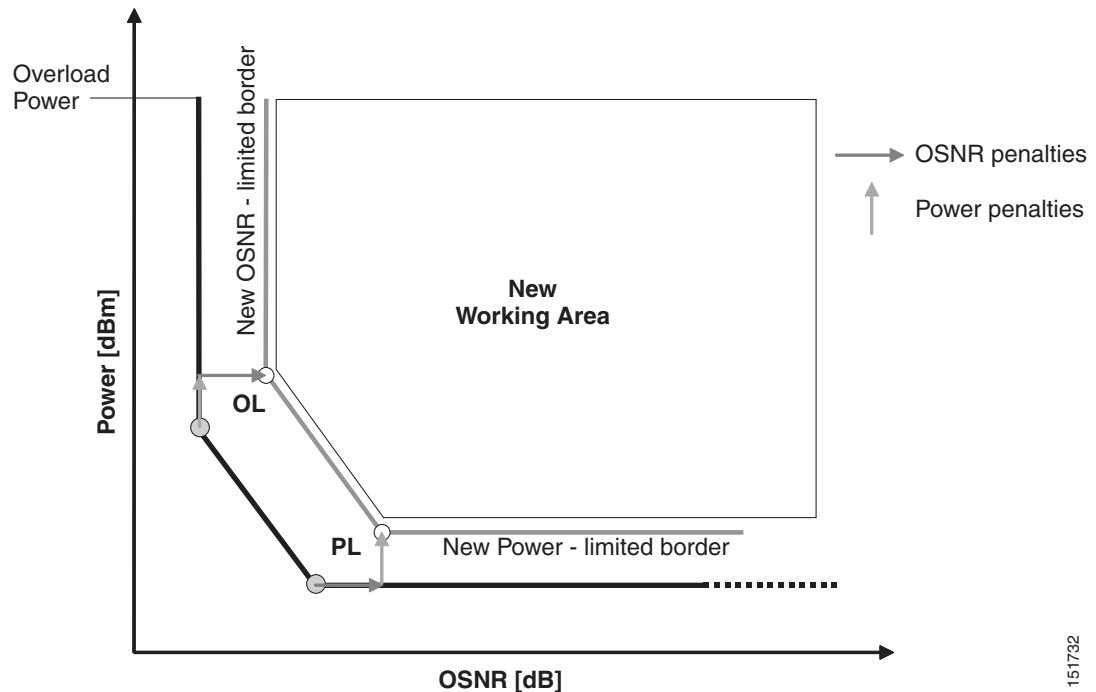 Overload
Power
New OSNR - limited border
OSNR penalties
Power penalties
New
Working Area
Power [dBm]
OL
PL
New Power - limited border
OSNR [dB]
151732